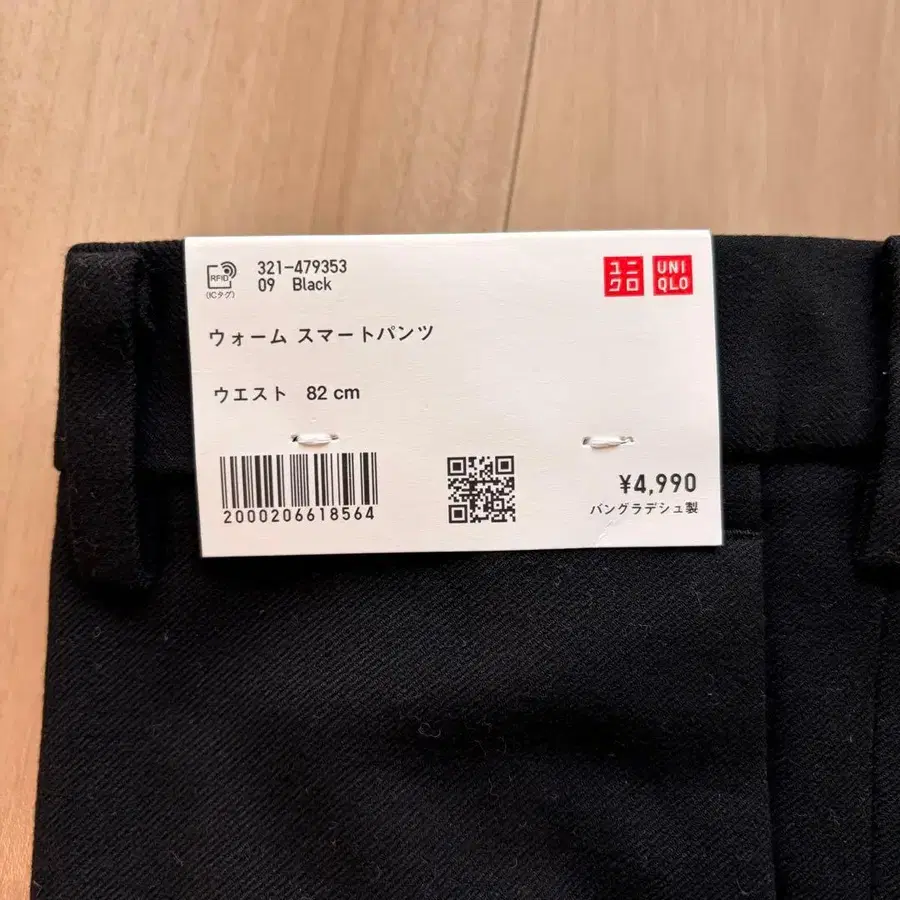 RFID
(ICタグ)
321-479353
09 Black
ユニ
クロ
UNI
QLO
ウォーム スマートパンツ
ウエスト 82 cm
2000206618564
¥4,990
バングラデシュ製